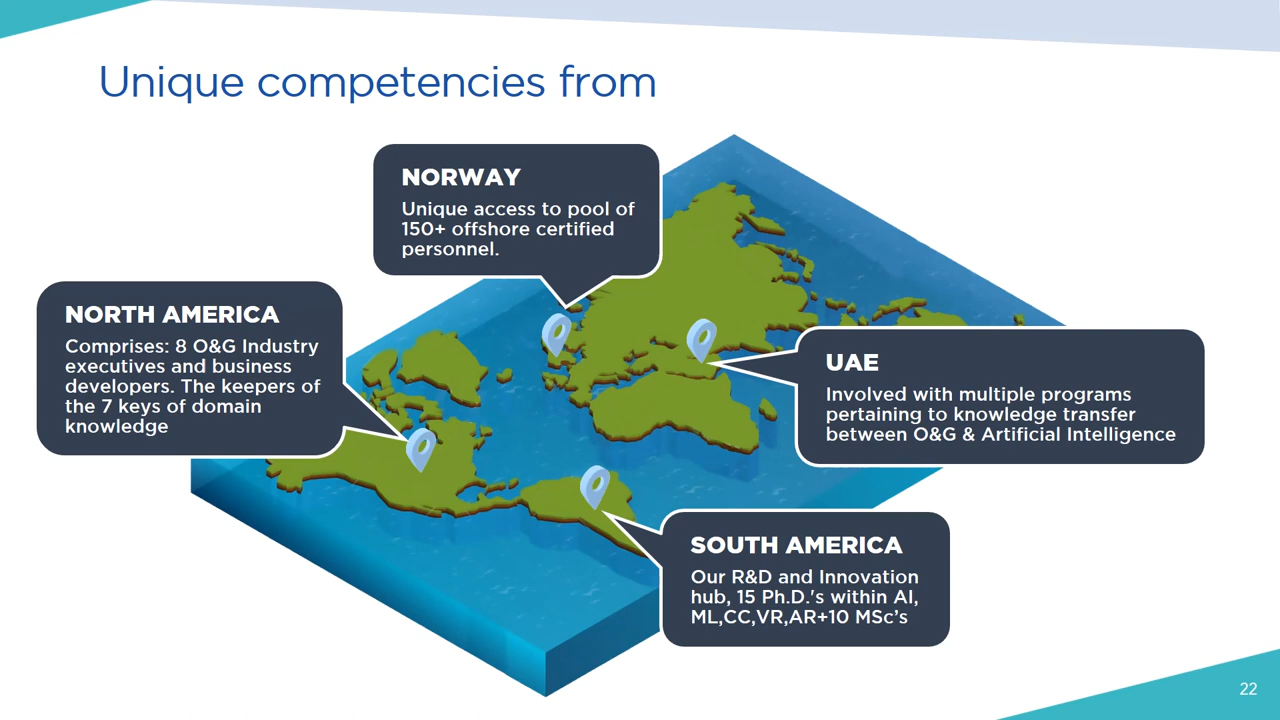 Unique competencies from
NORWAY
Unique access to pool of
150+ offshore certified
personnel.
NORTH AMERICA
Comprises: 8 O&G Industry
executives and business
developers. The keepers of
the 7 keys of domain
knowledge
UAE
Involved with multiple programs
pertaining to knowledge transfer
between O&G & Artificial Intelligence
SOUTH AMERICA
Our R&D and Innovation
hub, 15 Ph.D.'s within AI,
ML,CC,VR,AR+10 MSc’s
22